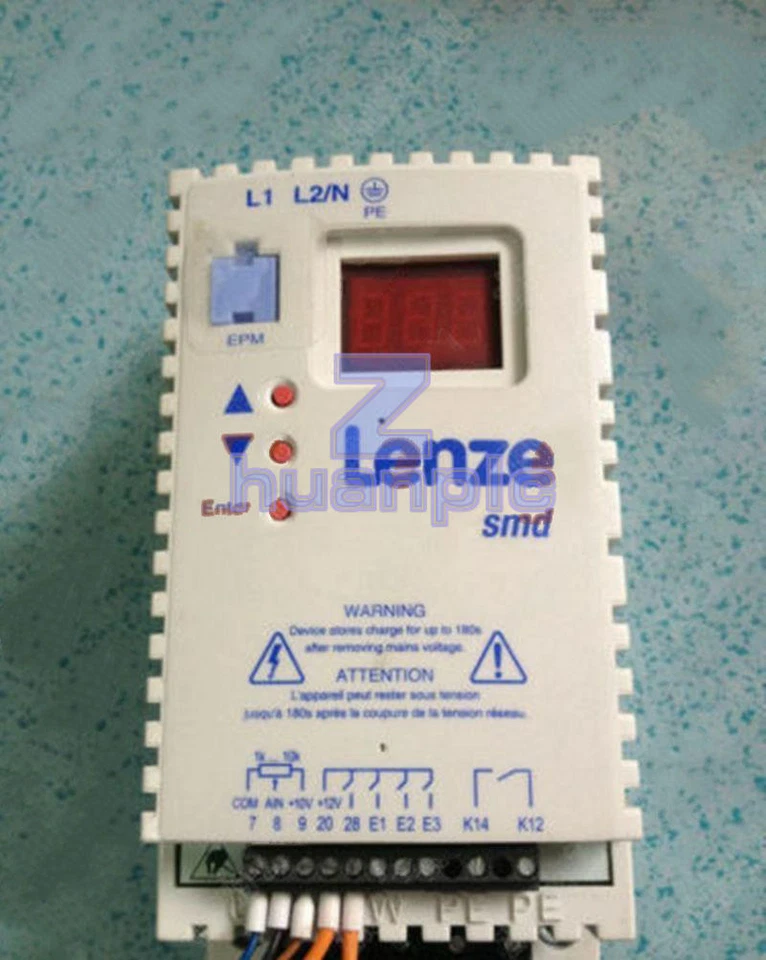 L1 L2/N PE
EPM
Z
Lenze
huanplc
Enter
smd
WARNING
Device stores charge for up to 180s
after removing mains voltage.
ATTENTION
L'appareil peut rester sous tension
jusqu'à 180s après la coupure de la tension réseau.
1k ... 10k
COM AIN +10V +12V
7 8 9 20 28 E1 E2 E3 K14 K12
W PE PE